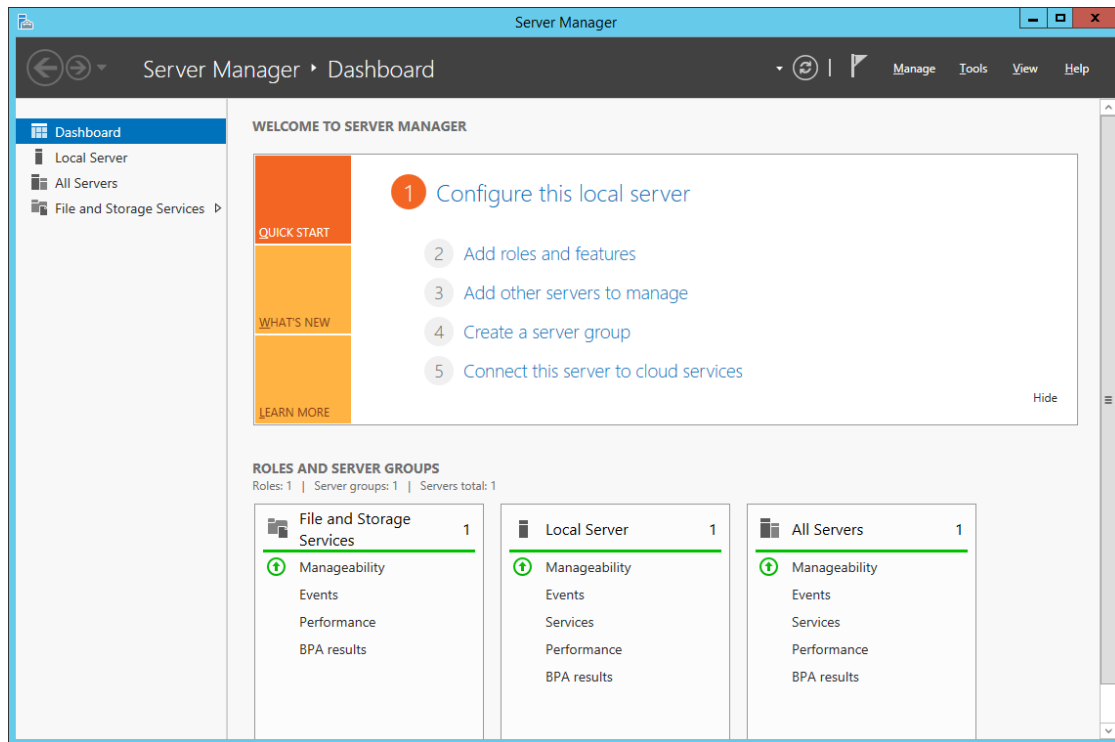 Server Manager
Server Manager ‣ Dashboard
Manage Tools View Help
Dashboard
Local Server
All Servers
File and Storage Services
WELCOME TO SERVER MANAGER
QUICK START
WHAT'S NEW
LEARN MORE
1 Configure this local server
2 Add roles and features
3 Add other servers to manage
4 Create a server group
5 Connect this server to cloud services
Hide
ROLES AND SERVER GROUPS
Roles: 1 | Server groups: 1 | Servers total: 1
File and Storage
Services 1
Manageability
Events
Performance
BPA results
Local Server 1
Manageability
Events
Services
Performance
BPA results
All Servers 1
Manageability
Events
Services
Performance
BPA results